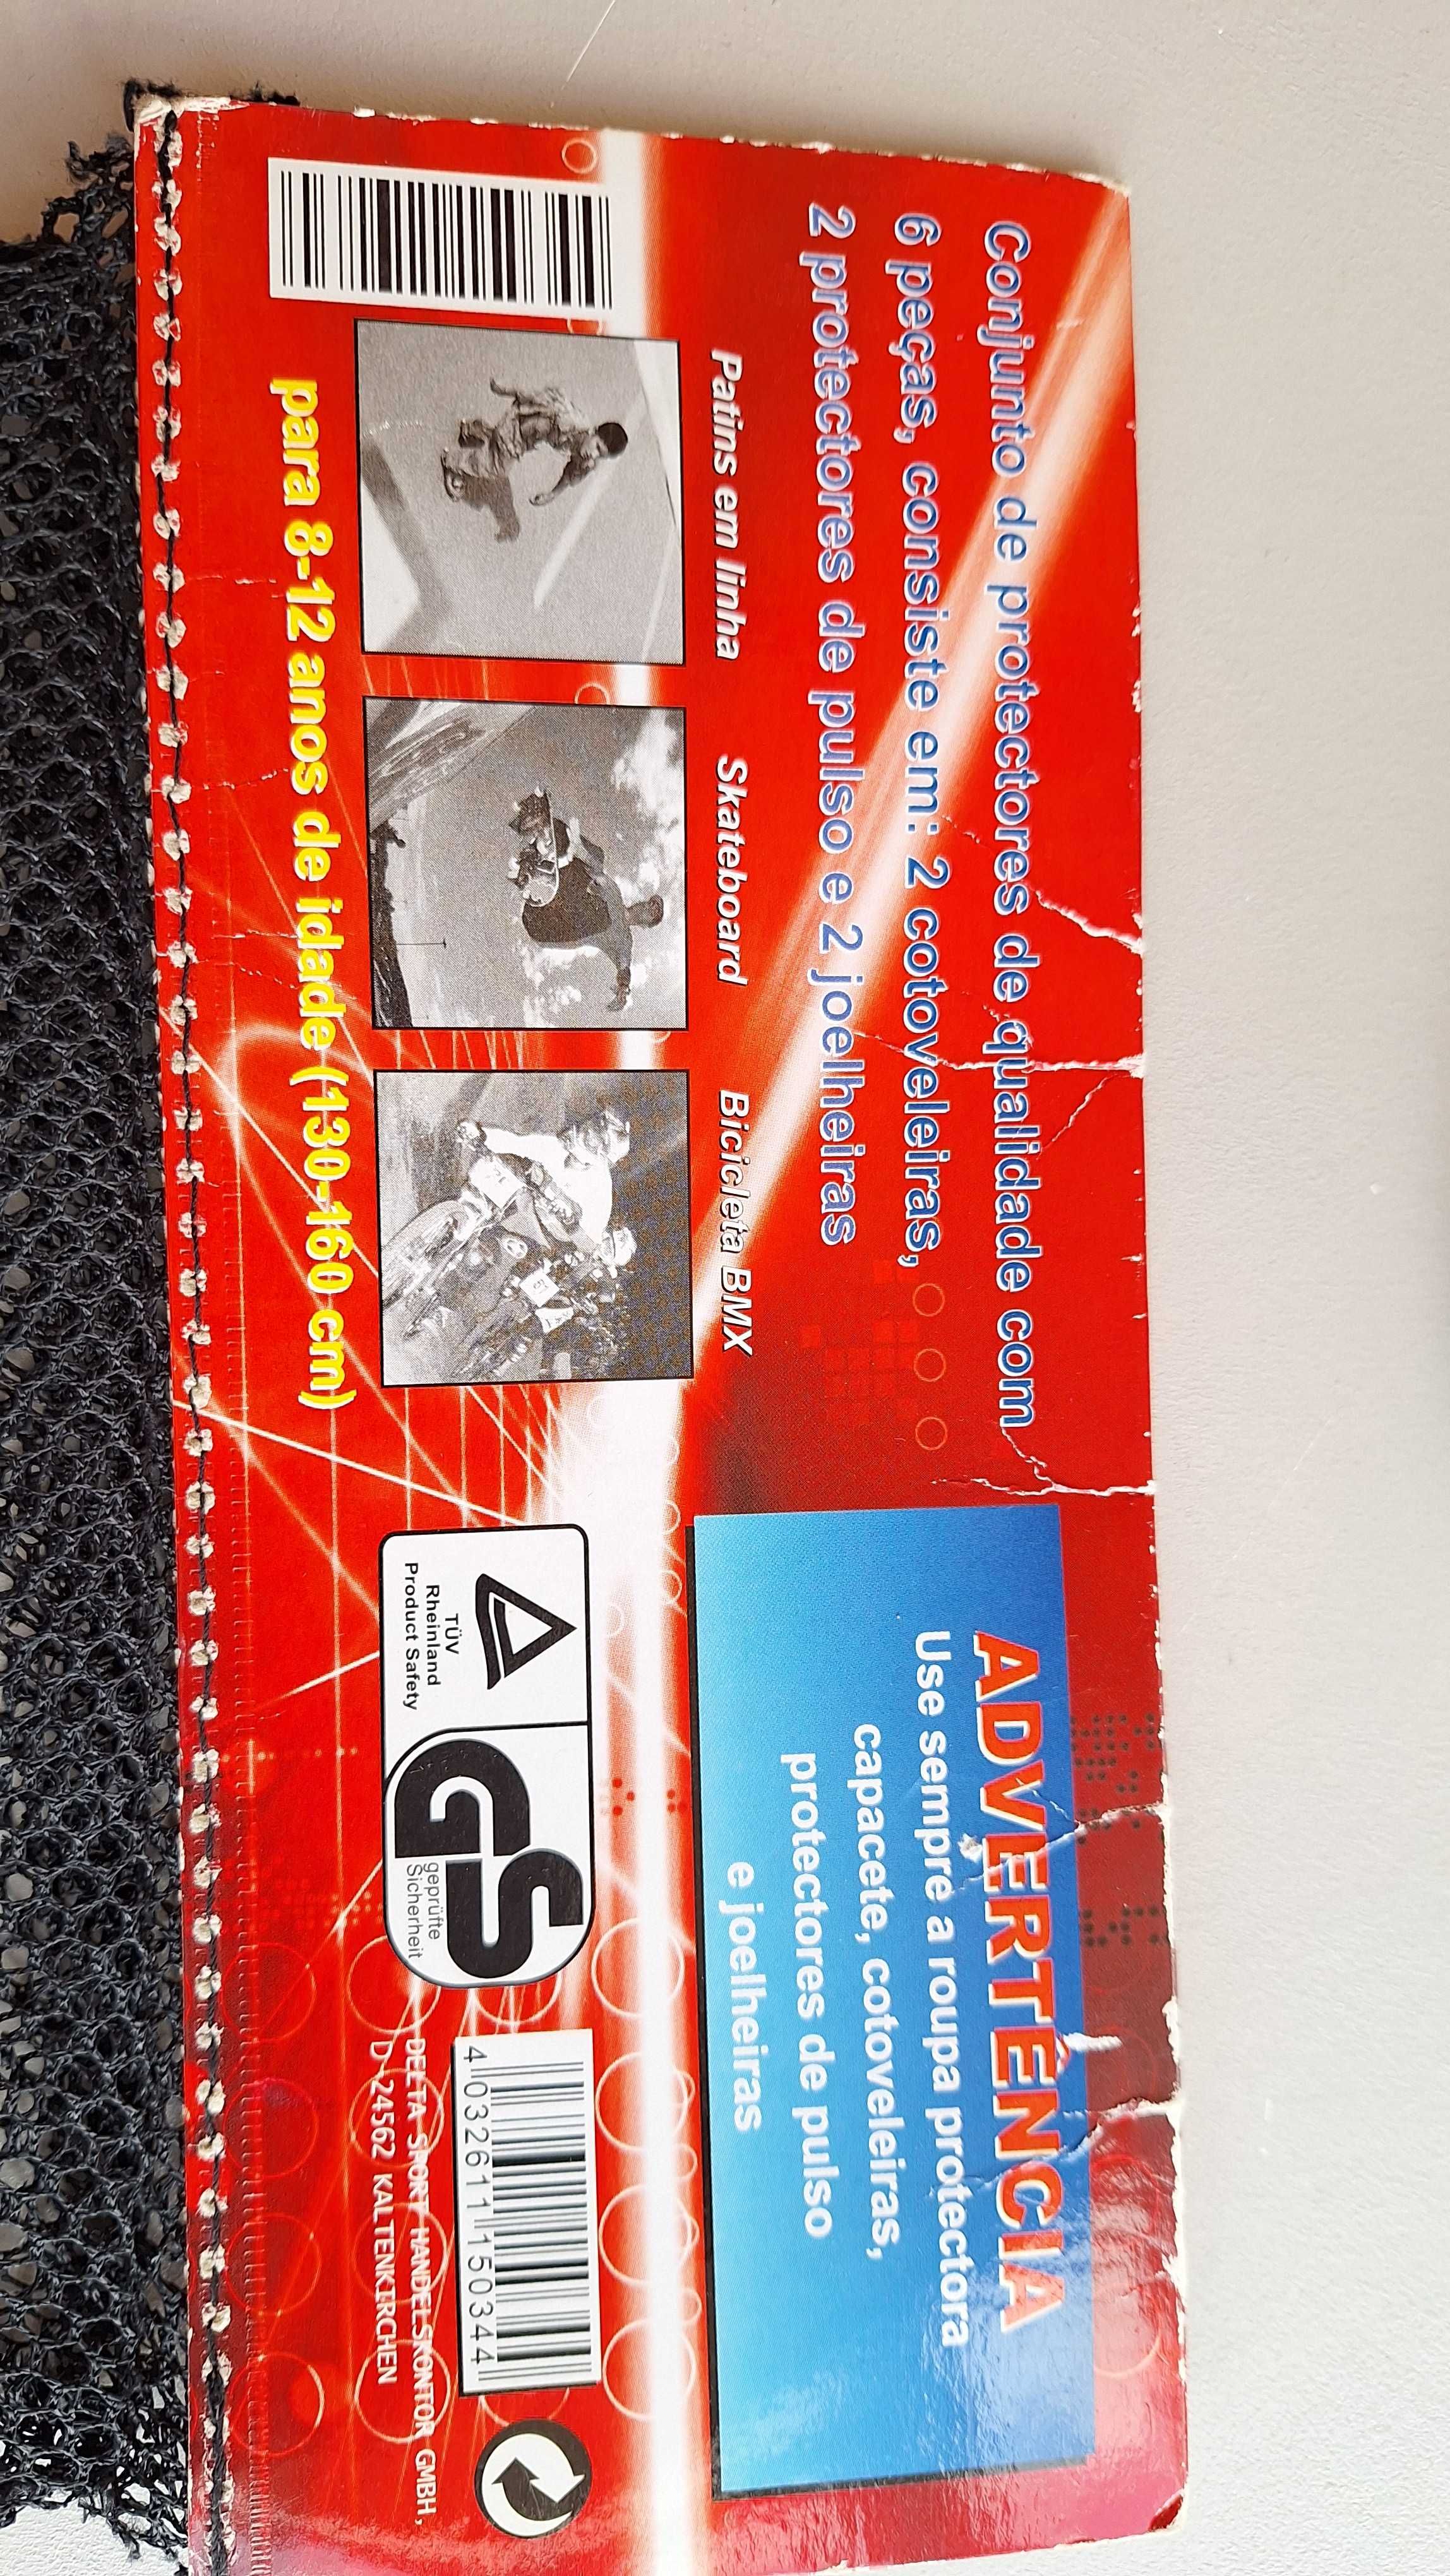 Conjunto de protectores de qualidade com
6 peças, consiste em: 2 cotoveleiras,
2 protectores de pulso e 2 joelheiras
Patins em linha
Skateboard
Bicicleta BMX
para 8-12 anos de idade (130-160 cm)
ADVERTÊNCIA
Use sempre a roupa protectora
capacete, cotoveleiras,
protectores de pulso
e joelheiras
TÜV
Rheinland
Product Safety
GS
geprüfte
Sicherheit
4 032611 150344
DELTA SPORT HANDELSKONTOR GMBH,
D-24562 KALTENKIRCHEN